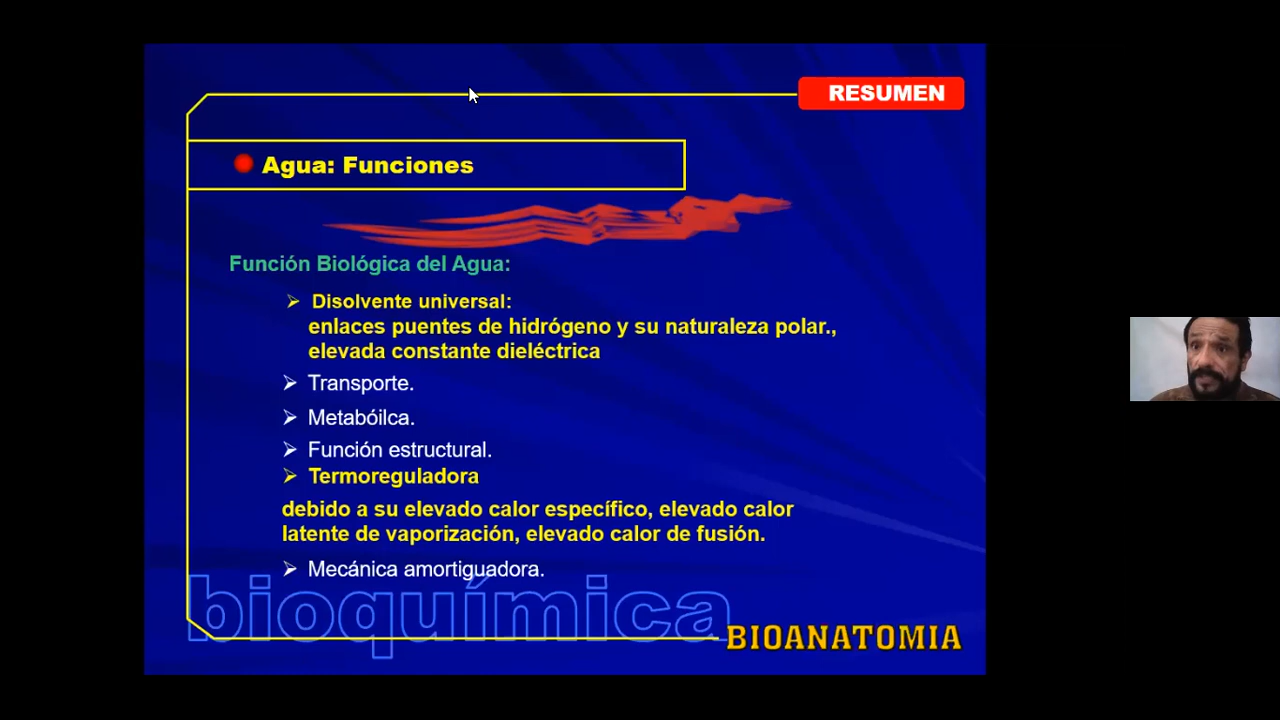 RESUMEN
Agua: Funciones
Función Biológica del Agua:
➢ Disolvente universal:
enlaces puentes de hidrógeno y su naturaleza polar.,
elevada constante dieléctrica
➢ Transporte.
➢ Metabóilca.
➢ Función estructural.
➢ Termoreguladora
debido a su elevado calor específico, elevado calor
latente de vaporización, elevado calor de fusión.
➢ Mecánica amortiguadora.
bioquímica
BIOANATOMIA